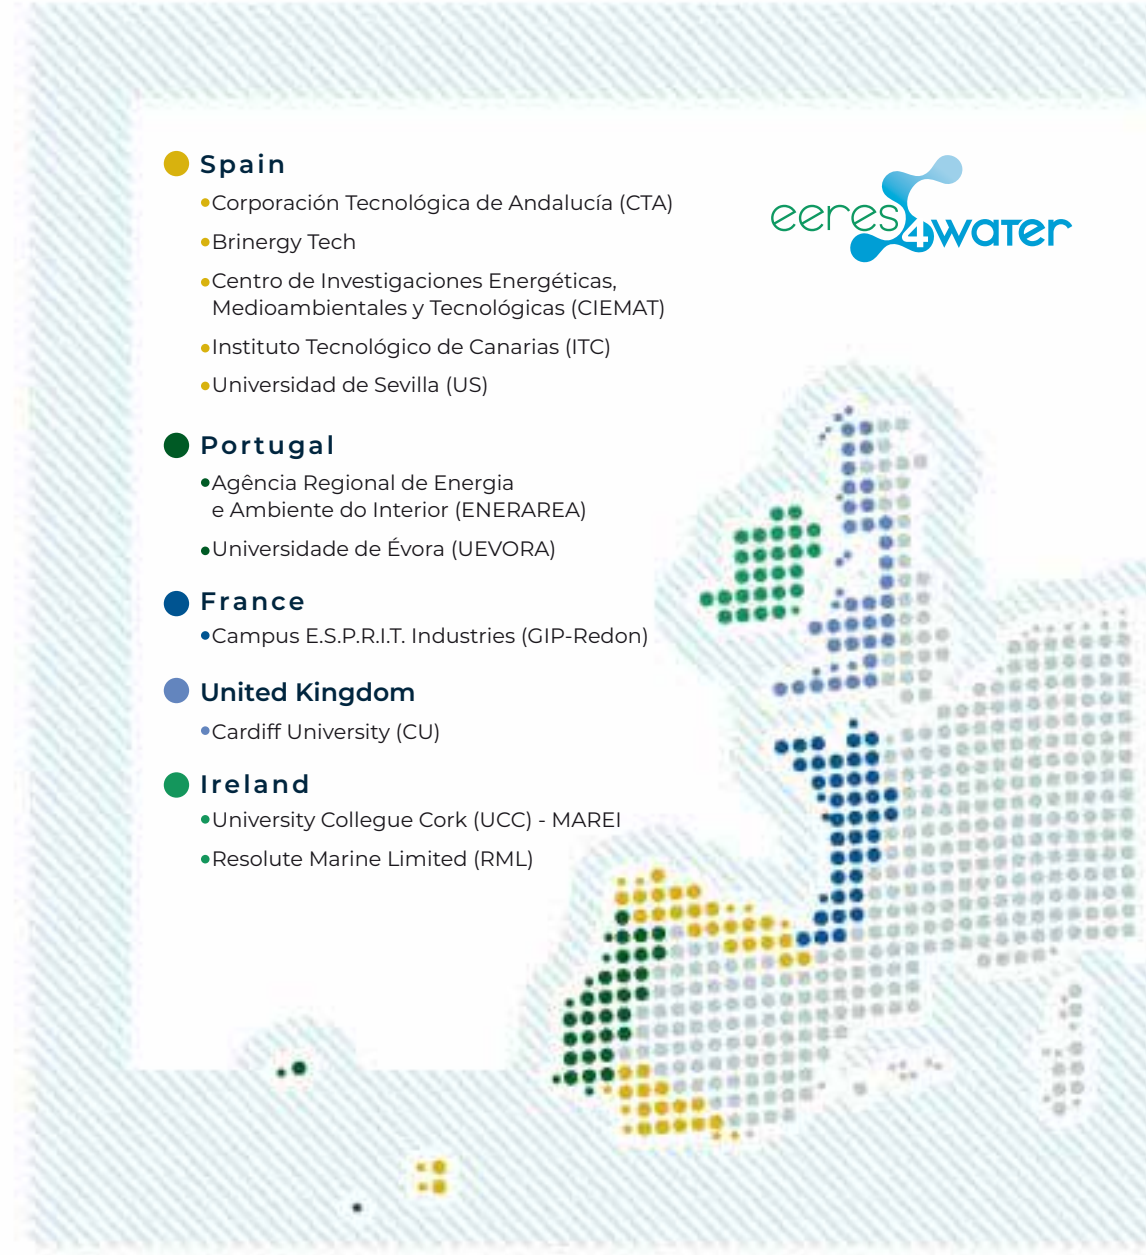 Spain
Corporación Tecnológica de Andalucía (CTA)
Brinergy Tech
Centro de Investigaciones Energéticas,
Medioambientales y Tecnológicas (CIEMAT)
Instituto Tecnológico de Canarias (ITC)
Universidad de Sevilla (US)
Portugal
Agência Regional de Energia
e Ambiente do Interior (ENERAREA)
Universidade de Évora (UEVORA)
France
Campus E.S.P.R.I.T. Industries (GIP-Redon)
United Kingdom
Cardiff University (CU)
Ireland
University Collegue Cork (UCC) - MAREI
Resolute Marine Limited (RML)
eeres4water